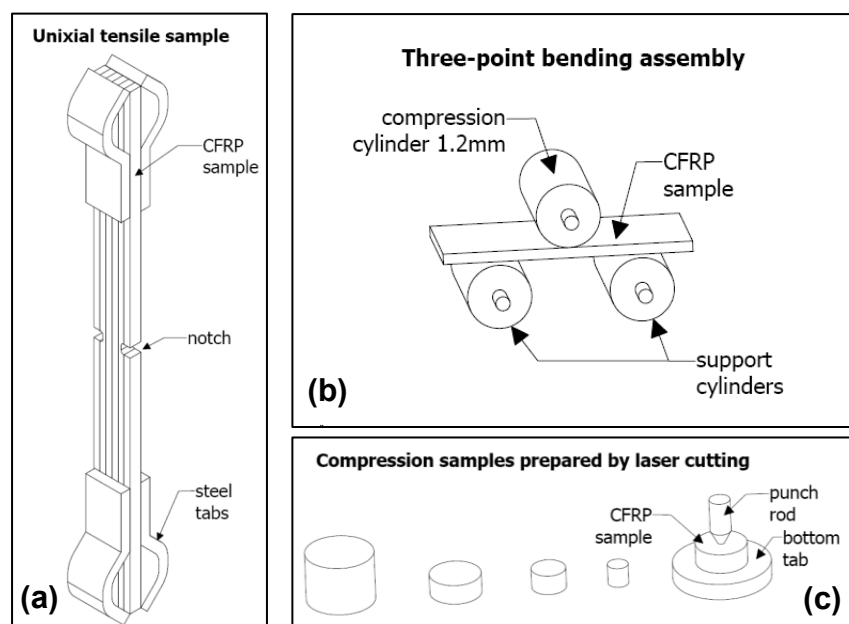 Unixial tensile sample
CFRP
sample
notch
steel
tabs
(a)
Three-point bending assembly
compression
cylinder 1.2mm
CFRP
sample
support
cylinders
(b)
Compression samples prepared by laser cutting
punch
rod
CFRP
sample
bottom
tab
(c)